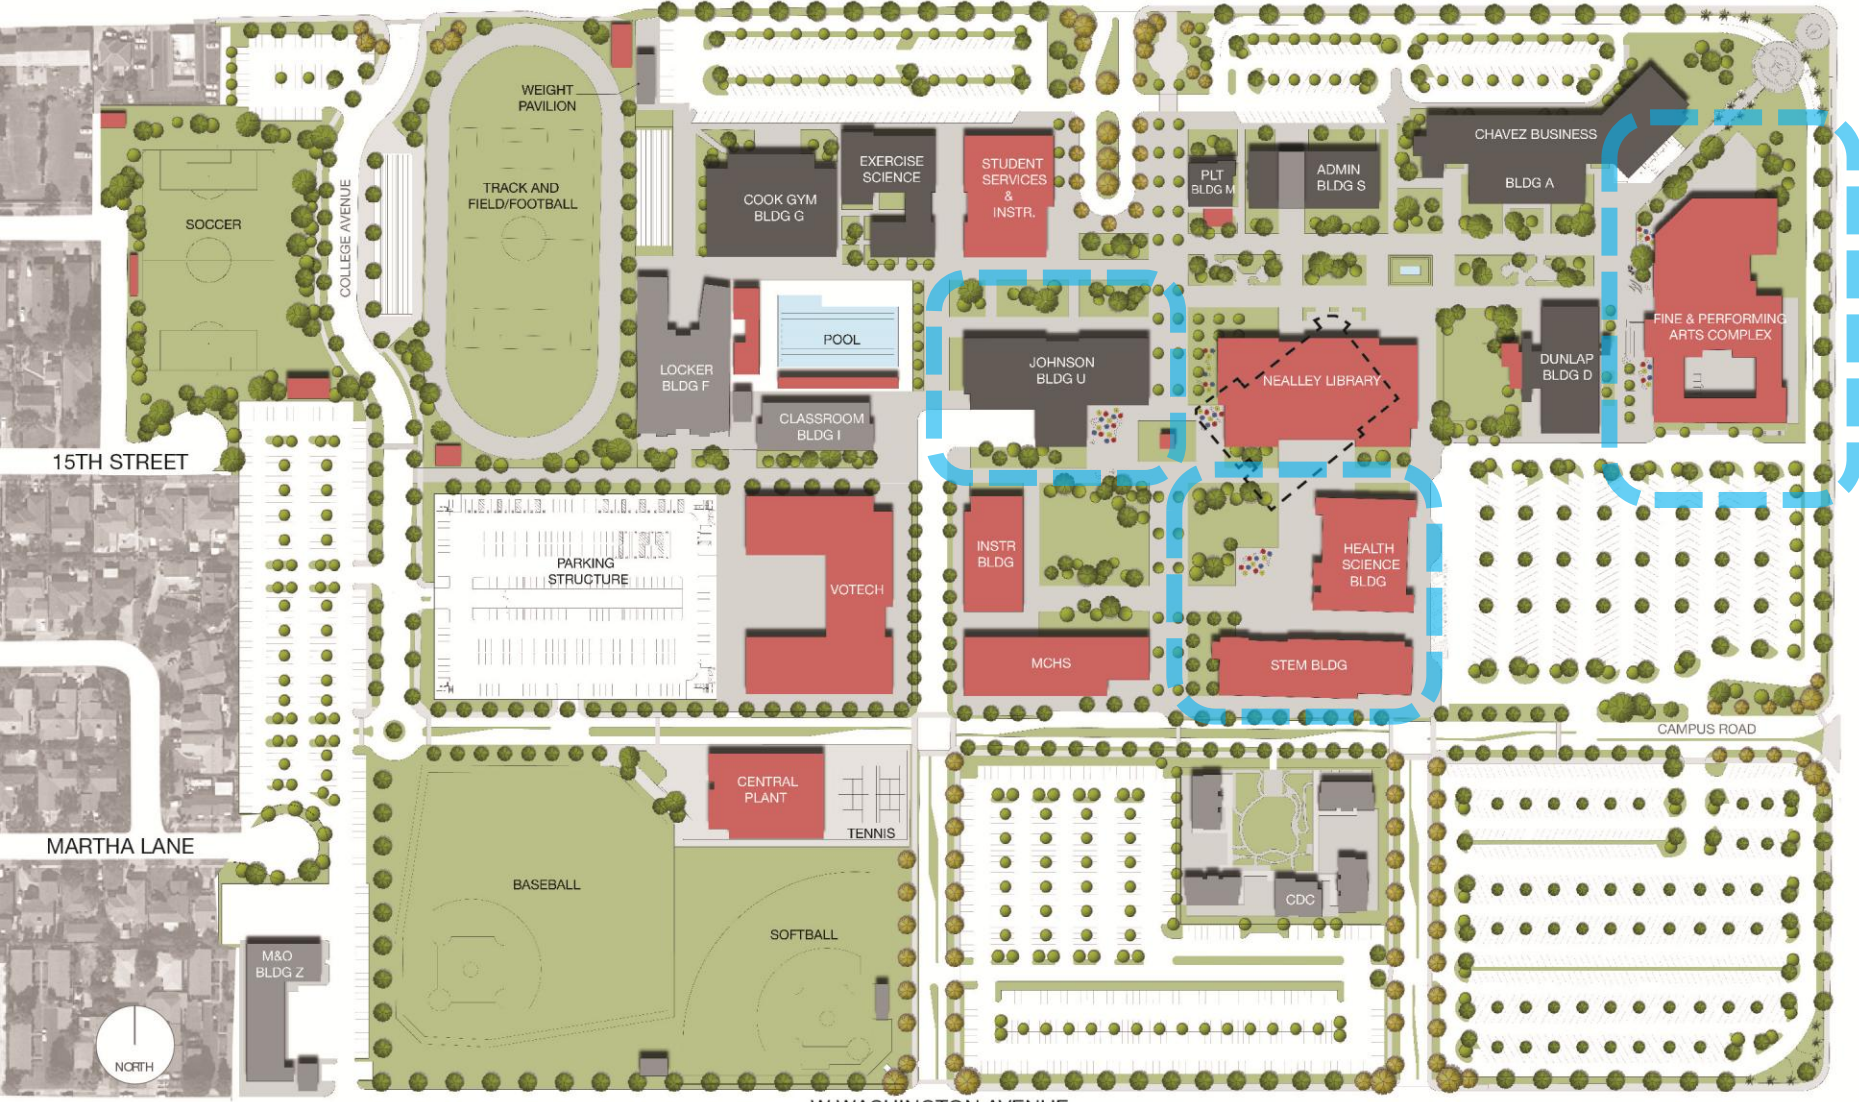 WEIGHT
PAVILION
CHAVEZ BUSINESS
BLDG A
EXERCISE
SCIENCE
STUDENT
SERVICES
&
INSTR.
PLT
BLDG M
ADMIN
BLDG S
TRACK AND
FIELD/FOOTBALL
COOK GYM
BLDG G
SOCCER
COLLEGE AVENUE
FINE & PERFORMING
ARTS COMPLEX
POOL
LOCKER
BLDG F
JOHNSON
BLDG U
NEALLEY LIBRARY
DUNLAP
BLDG D
CLASSROOM
BLDG I
15TH STREET
PARKING
STRUCTURE
VOTECH
INSTR
BLDG
HEALTH
SCIENCE
BLDG
MCHS
STEM BLDG
CAMPUS ROAD
CENTRAL
PLANT
TENNIS
MARTHA LANE
BASEBALL
CDC
SOFTBALL
M&O
BLDG Z
NORTH
W WASHINGTON AVENUE